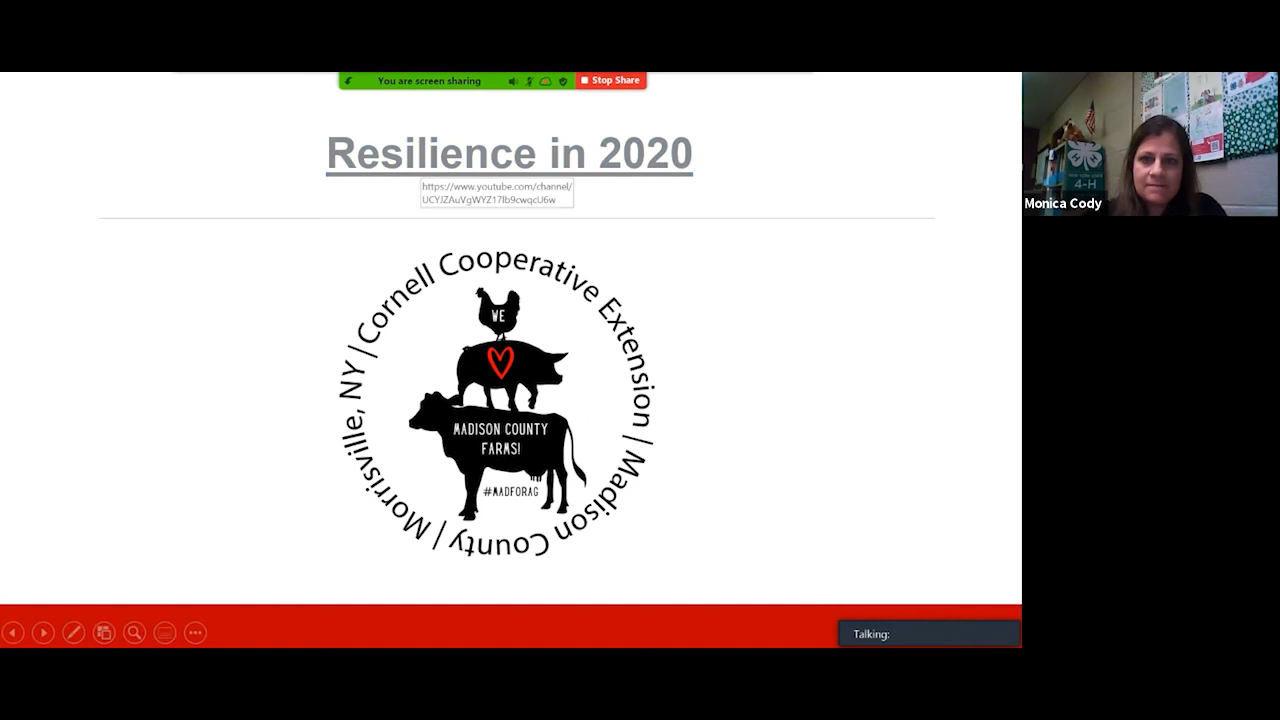 You are screen sharing
Stop Share
Resilience in 2020
https://www.youtube.com/channel/
UCYJZAuVgWYZ17lb9cwqcU6w
4-H
Monica Cody
Morrisville, NY | Cornell Cooperative Extension | Madison County |
WE
MADISON COUNTY
FARMS!
#MADFORAG
Talking: